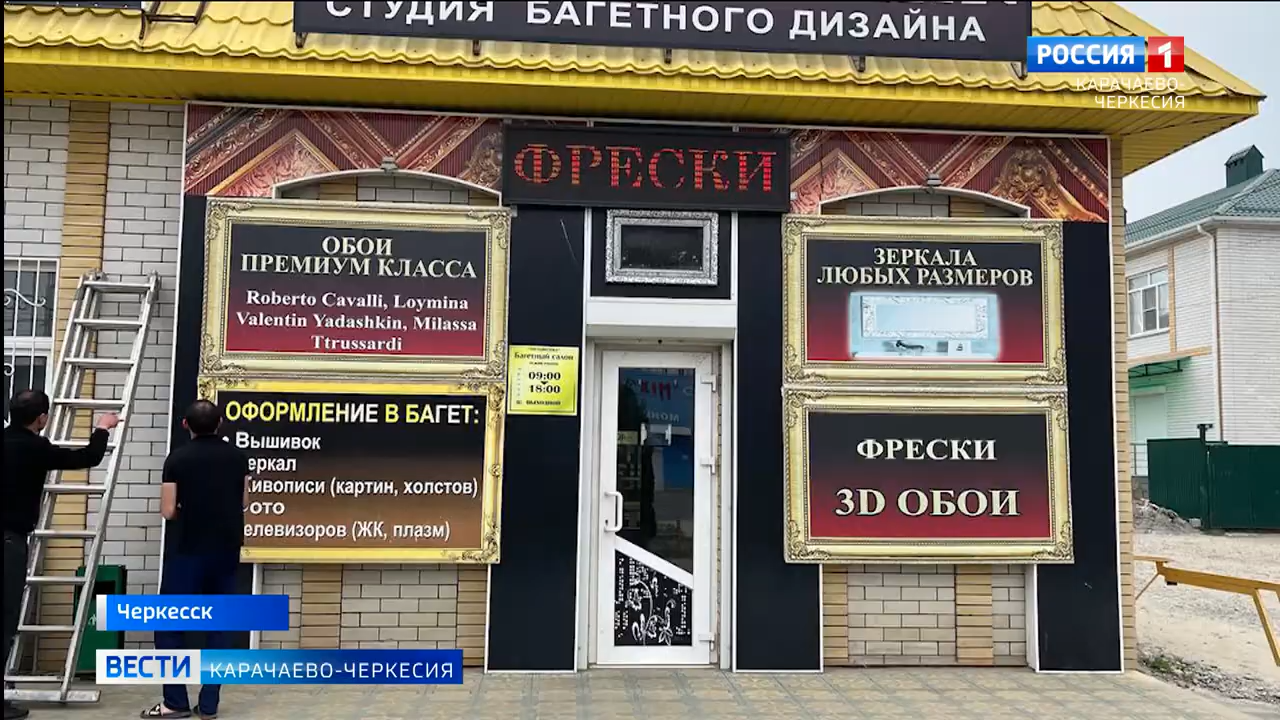 СТУДИЯ БАГЕТНОГО ДИЗАЙНА
РОССИЯ 1
КАРАЧАЕВО-
ЧЕРКЕСИЯ
ФРЕСКИ
ОБОИ
ПРЕМИУМ КЛАССА
Roberto Cavalli, Loymina
Valentin Yadashkin, Milassa
Ttrussardi
ЗЕРКАЛА
ЛЮБЫХ РАЗМЕРОВ
Багетный салон
09:00
18:00
ВЫХОДНОЙ
ОФОРМЛЕНИЕ В БАГЕТ:
• Вышивок
еркал
ивописи (картин, холстов)
ото
елевизоров (ЖК, плазм)
ФРЕСКИ
3D ОБОИ
Черкесск
ВЕСТИ КАРАЧАЕВО-ЧЕРКЕСИЯ